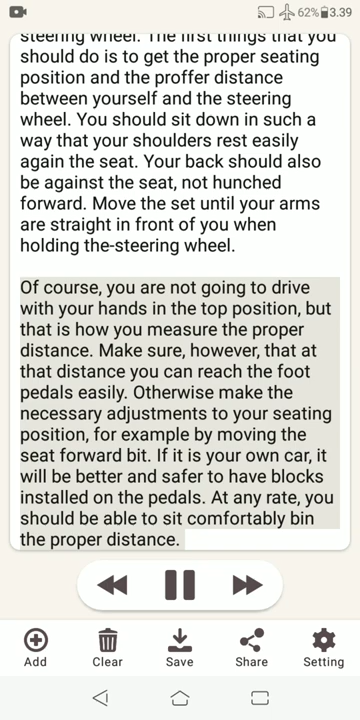 62% 3.39
steering wheel. The first things that you
should do is to get the proper seating
position and the proffer distance
between yourself and the steering
wheel. You should sit down in such a
way that your shoulders rest easily
again the seat. Your back should also
be against the seat, not hunched
forward. Move the set until your arms
are straight in front of you when
holding the-steering wheel.
Of course, you are not going to drive
with your hands in the top position, but
that is how you measure the proper
distance. Make sure, however, that at
that distance you can reach the foot
pedals easily. Otherwise make the
necessary adjustments to your seating
position, for example by moving the
seat forward bit. If it is your own car, it
will be better and safer to have blocks
installed on the pedals. At any rate, you
should be able to sit comfortably bin
the proper distance.
Add Clear Save Share Setting